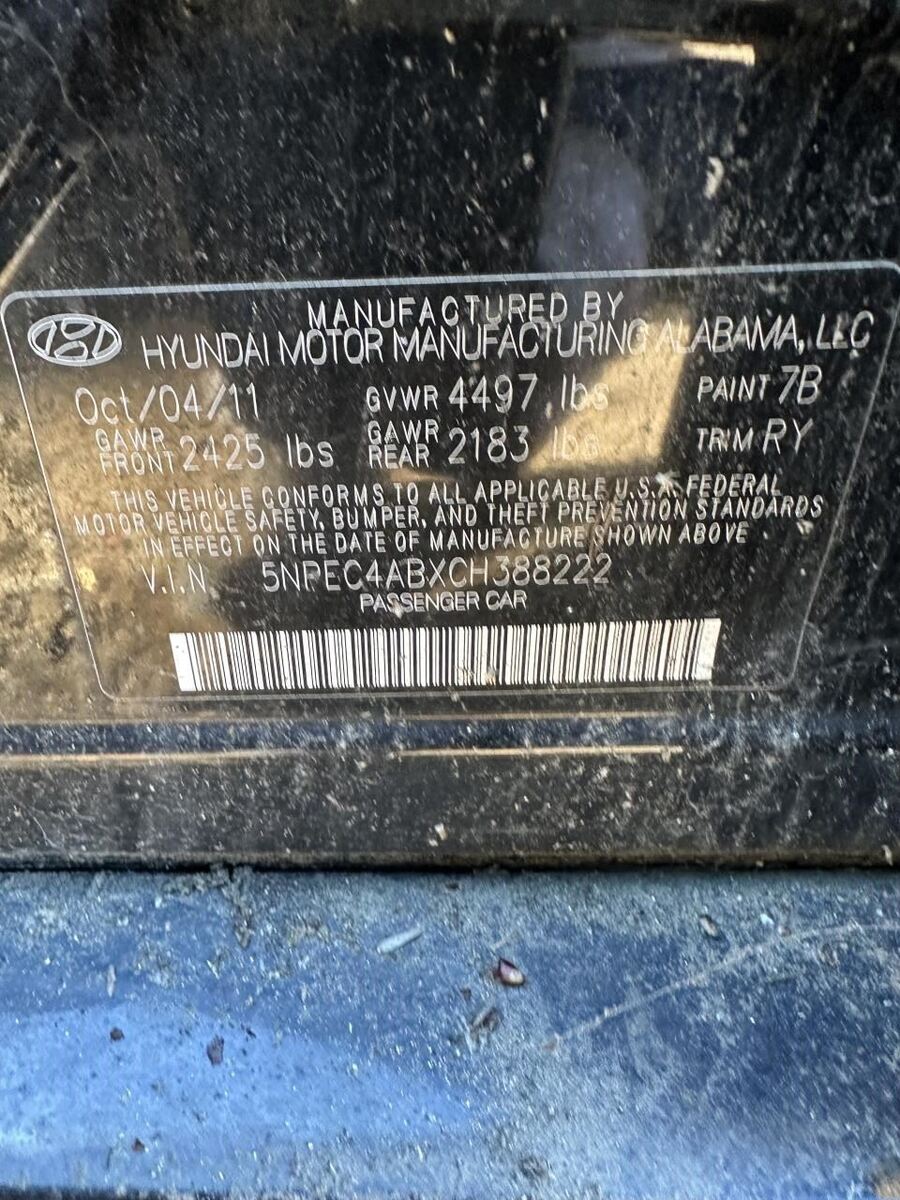 MANUFACTURED BY
HYUNDAI MOTOR MANUFACTURING ALABAMA, LLC
Oct/04/11 GVWR 4497 lbs PAINT 7B
GAWR FRONT 2425 lbs GAWR REAR 2183 lbs TRIM RY
THIS VEHICLE CONFORMS TO ALL APPLICABLE U.S.A. FEDERAL
MOTOR VEHICLE SAFETY, BUMPER, AND THEFT PREVENTION STANDARDS
IN EFFECT ON THE DATE OF MANUFACTURE SHOWN ABOVE
V.I.N. 5NPEC4ABXCH388222
PASSENGER CAR